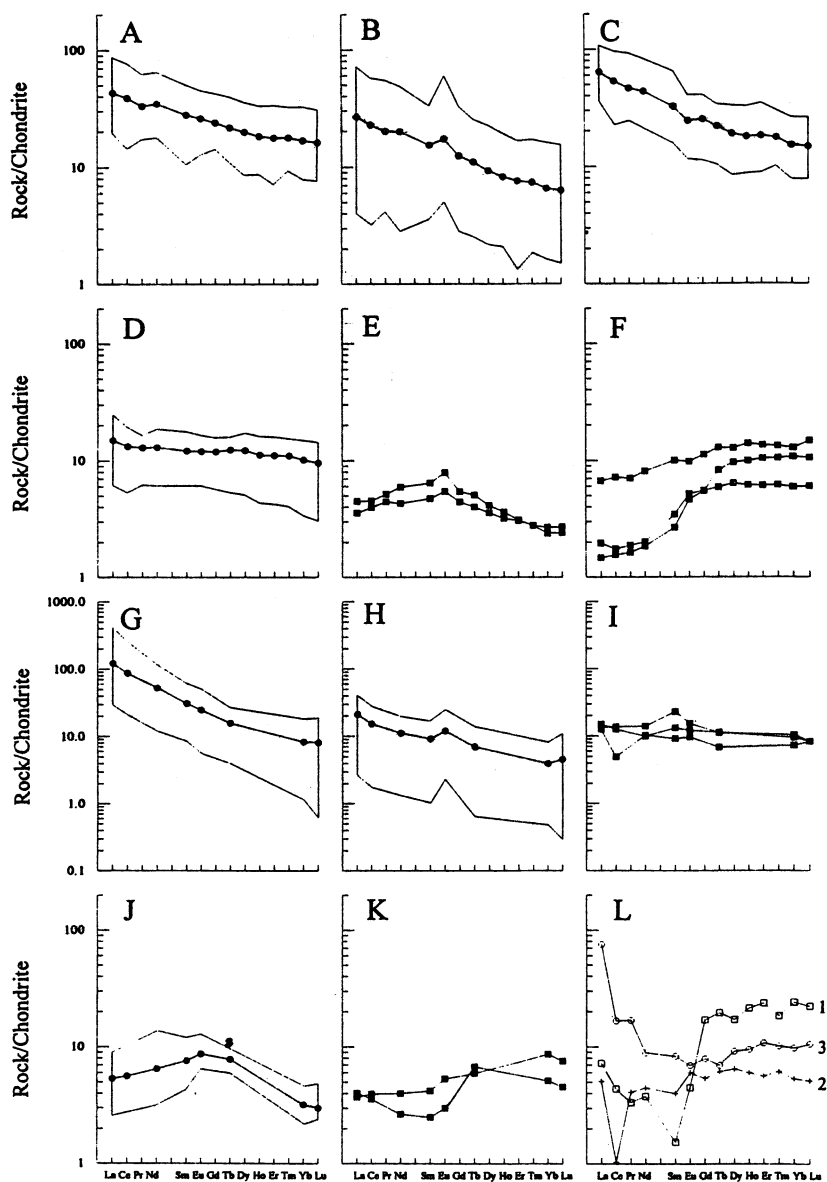 A B C
Rock/Chondrite
100
10
1
D E F
Rock/Chondrite
100
10
1
G H I
Rock/Chondrite
1000.0
100.0
10.0
1.0
0.1
J K L
Rock/Chondrite
100
10
1
1
3
2
La Ce Pr Nd Sm Eu Gd Tb Dy Ho Er Tm Yb Lu
La Ce Pr Nd Sm Eu Gd Tb Dy Ho Er Tm Yb Lu
La Ce Pr Nd Sm Eu Gd Tb Dy Ho Er Tm Yb Lu